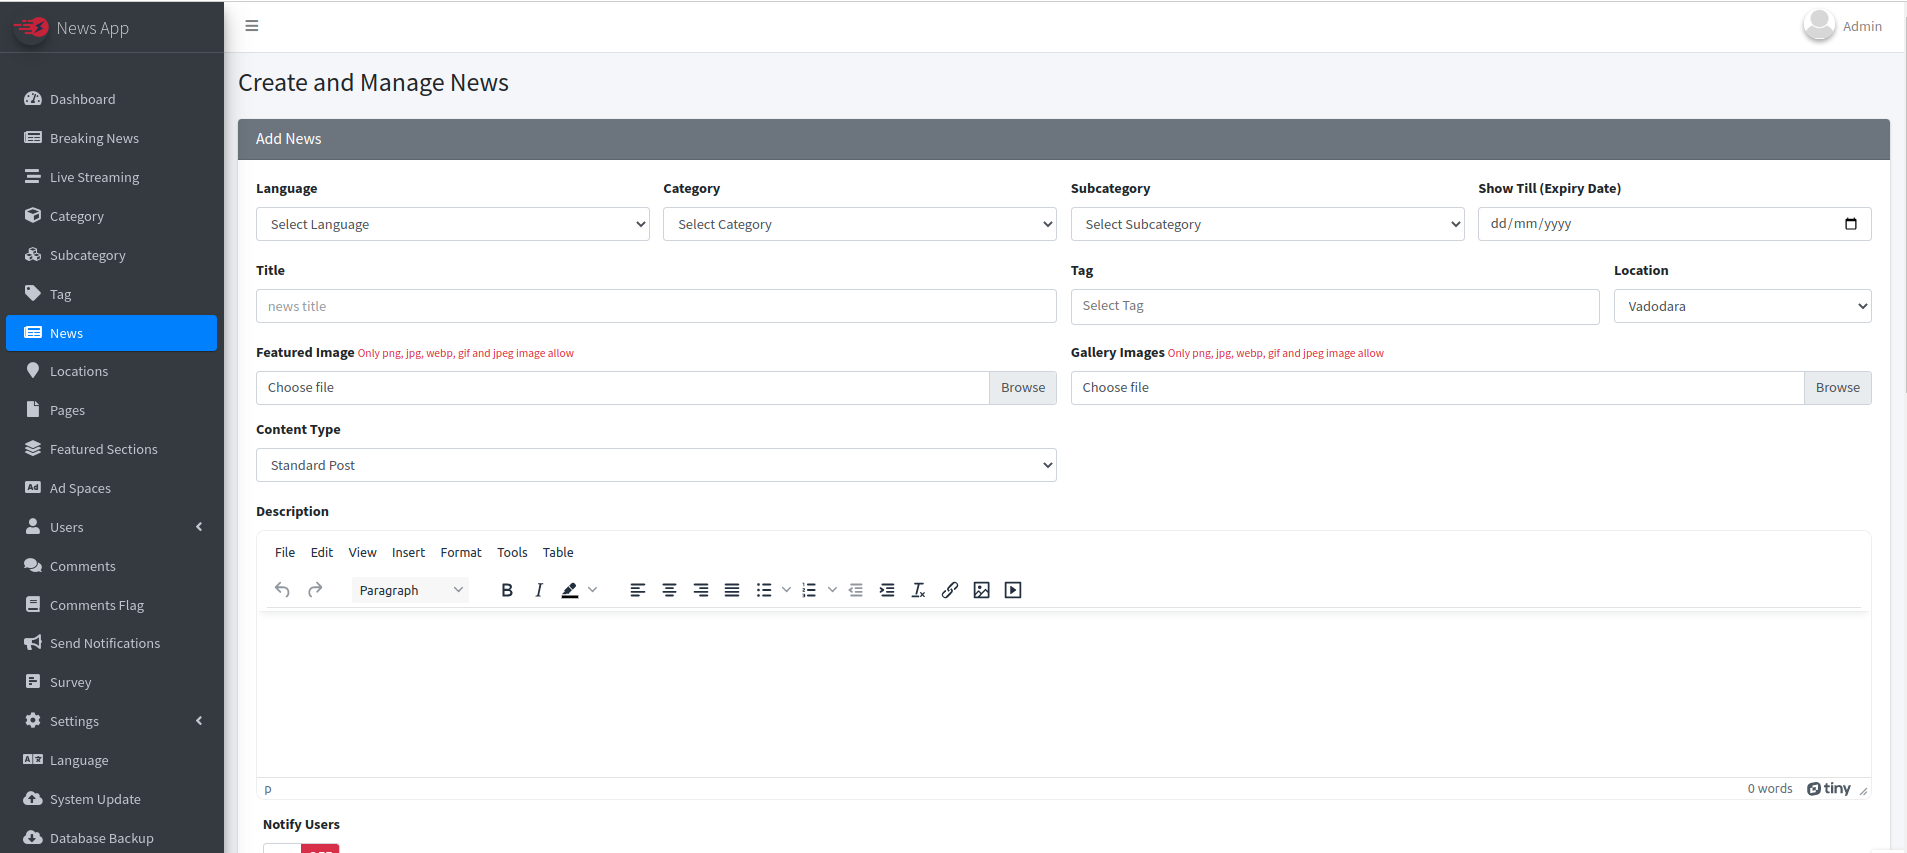 News App
Admin
Create and Manage News
Dashboard
Breaking News
Live Streaming
Category
Subcategory
Tag
News
Locations
Pages
Featured Sections
Ad Ad Spaces
Users
Comments
Comments Flag
Send Notifications
Survey
Settings
Language
System Update
Database Backup
Add News
Language Category Subcategory Show Till (Expiry Date)
Select Language Select Category Select Subcategory dd/mm/yyyy
Title Tag Location
news title Select Tag Vadodara
Featured Image Only png, jpg, webp, gif and jpeg image allow Gallery Images Only png, jpg, webp, gif and jpeg image allow
Choose file Browse Choose file Browse
Content Type
Standard Post
Description
File Edit View Insert Format Tools Table
Paragraph B I
p 0 words tiny
Notify Users